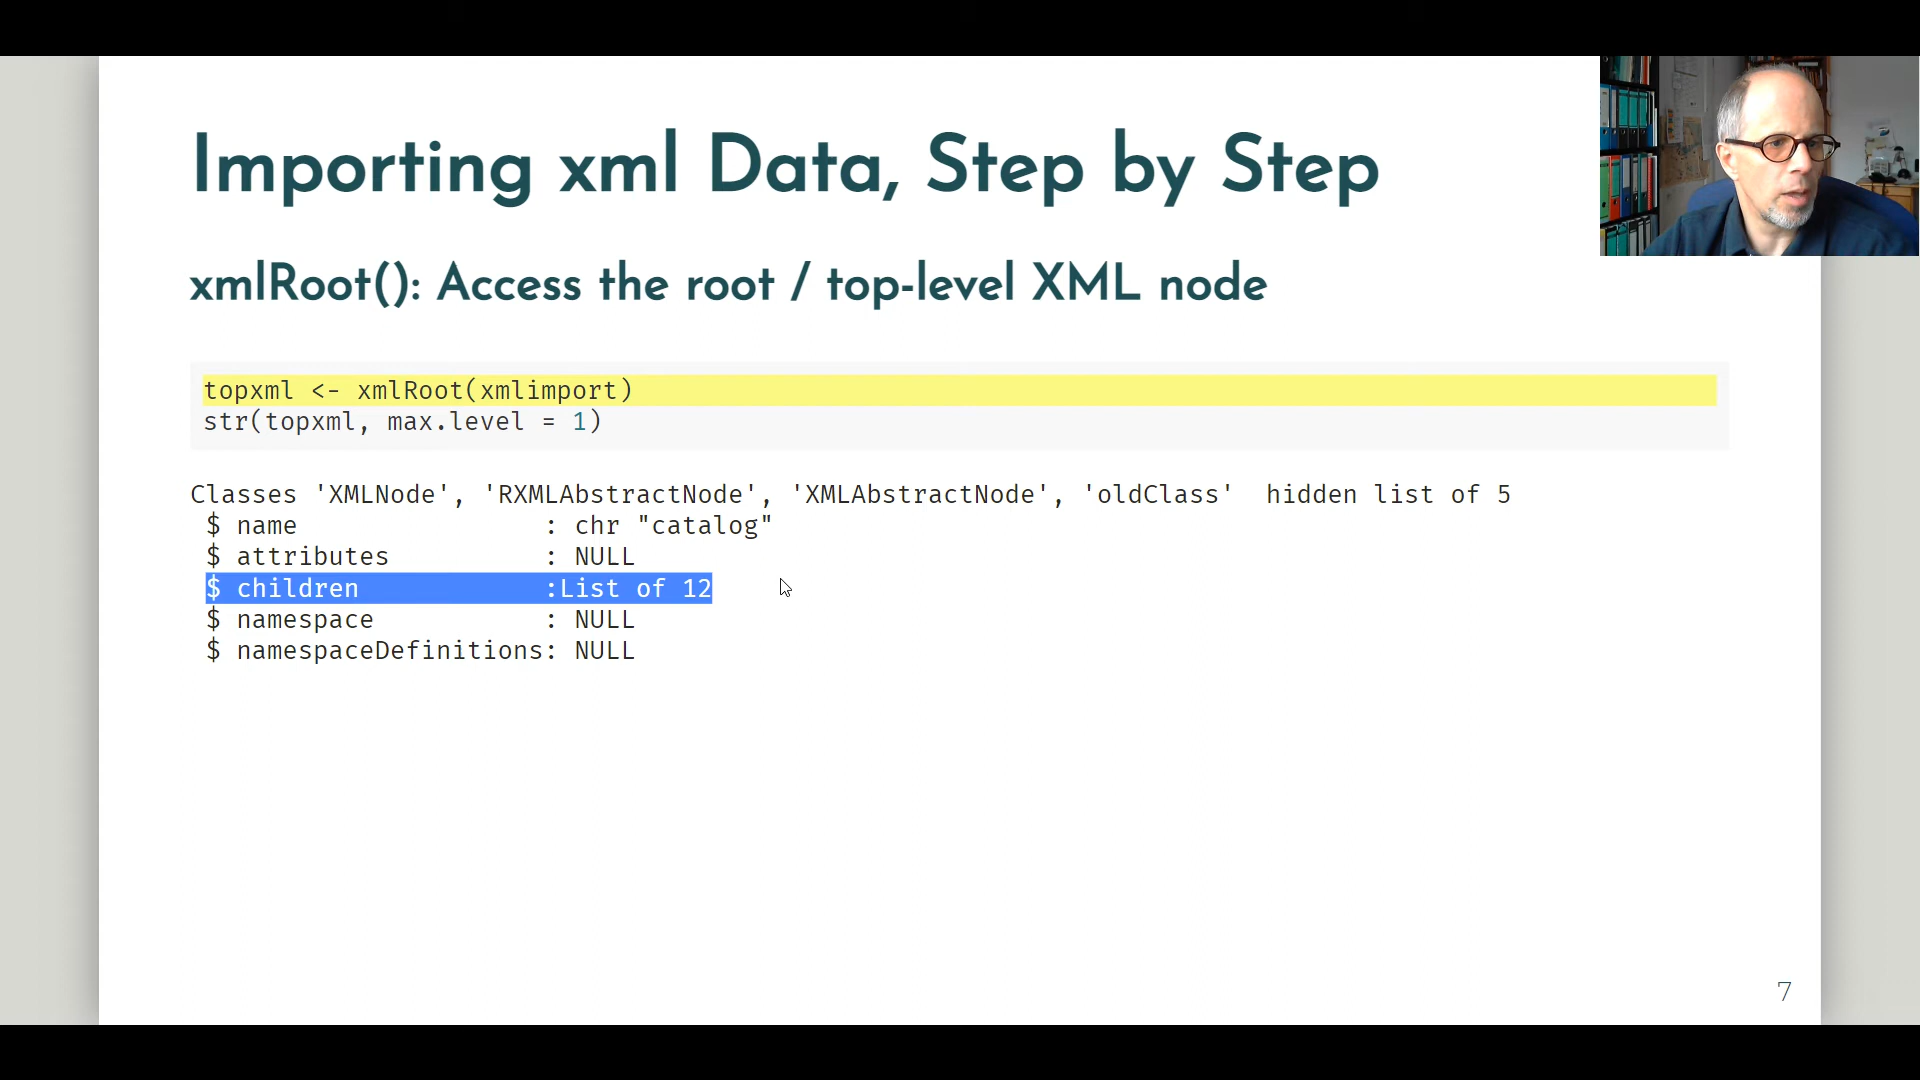 Importing xml Data, Step by Step
xmlRoot(): Access the root / top-level XML node
topxml <- xmlRoot(xmlimport)
str(topxml, max.level = 1)
Classes 'XMLNode', 'RXMLAbstractNode', 'XMLAbstractNode', 'oldClass'  hidden list of 5
 $ name                : chr "catalog"
 $ attributes          : NULL
 $ children            :List of 12
 $ namespace           : NULL
 $ namespaceDefinitions: NULL
7